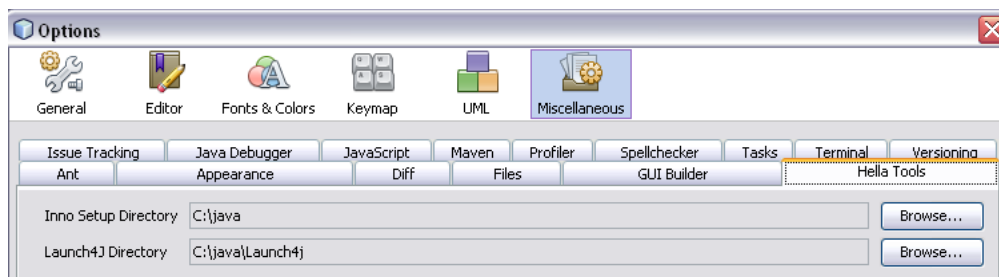 Options
General Editor Fonts & Colors Keymap UML Miscellaneous
Issue Tracking Java Debugger JavaScript Maven Profiler Spellchecker Tasks Terminal Versioning
Ant Appearance Diff Files GUI Builder Hella Tools
Inno Setup Directory C:\java Browse...
Launch4J Directory C:\java\Launch4j Browse...